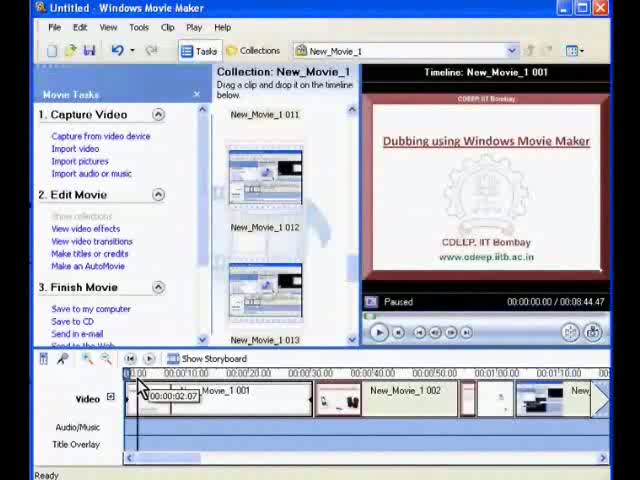 Untitled - Windows Movie Maker
File Edit View Tools Clip Play Help
Tasks Collections New_Movie_1
Movie Tasks
1. Capture Video
Capture from video device
Import video
Import pictures
Import audio or music
2. Edit Movie
Show collections
View video effects
View video transitions
Make titles or credits
Make an AutoMovie
3. Finish Movie
Save to my computer
Save to CD
Send in e-mail
Send to the Web
Collection: New_Movie_1
Drag a clip and drop it on the timeline
below.
New_Movie_1 011
New_Movie_1 012
New_Movie_1 013
Timeline: New_Movie_1 001
CDEEP, IIT Bombay
Dubbing using Windows Movie Maker
CDEEP, IIT Bombay
www.cdeep.iitb.ac.in
Paused 00:00:00.00 / 00:08:44.47
Show Storyboard
00:00:10.00 00:00:20.00 00:00:30.00 00:00:40.00 00:00:50.00 00:01:00.00 00:01:10.00
Video New_Movie_1 001 New_Movie_1 002 New
00:00:02.07
Audio/Music
Title Overlay
Ready